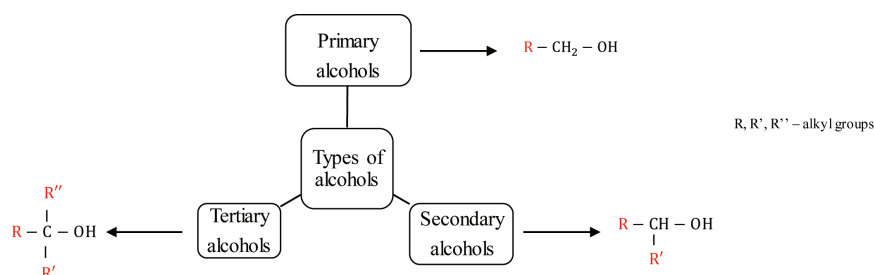 Primary
alcohols
R – CH₂ – OH
R, R’, R’’ – alkyl groups
Types of
alcohols
Tertiary
alcohols
Secondary
alcohols
R″
R – C – OH
R′
R – CH – OH
R′